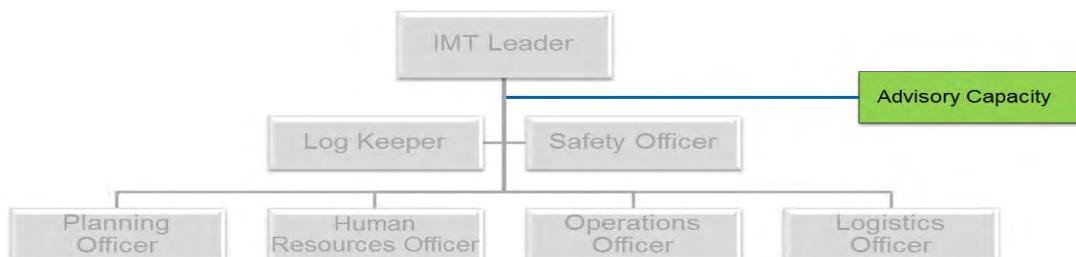 IMT Leader
Advisory Capacity
Log Keeper
Safety Officer
Planning
Officer
Human
Resources Officer
Operations
Officer
Logistics
Officer